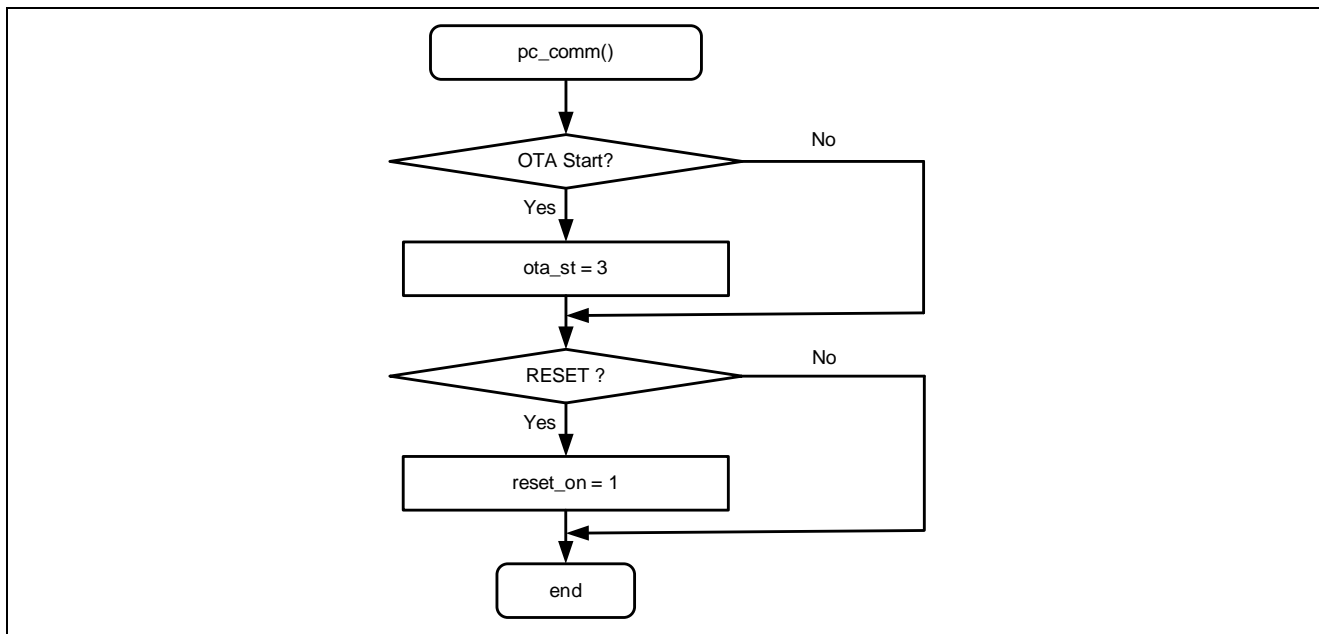 pc_comm()
OTA Start?
No
Yes
ota_st = 3
RESET ?
No
Yes
reset_on = 1
end